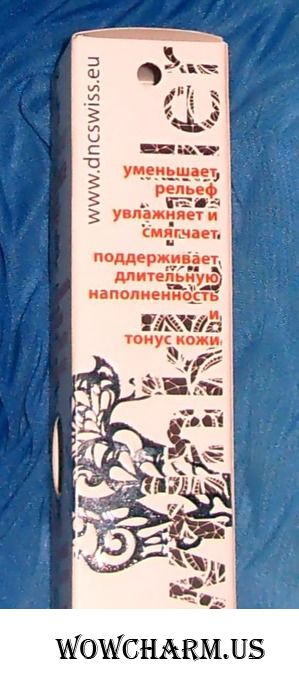 www.dncswiss.eu
уменьшает
рельеф
увлажняет и
смягчает
поддерживает
длительную
наполненность
и
тонус кожи
WOWCHARM.US